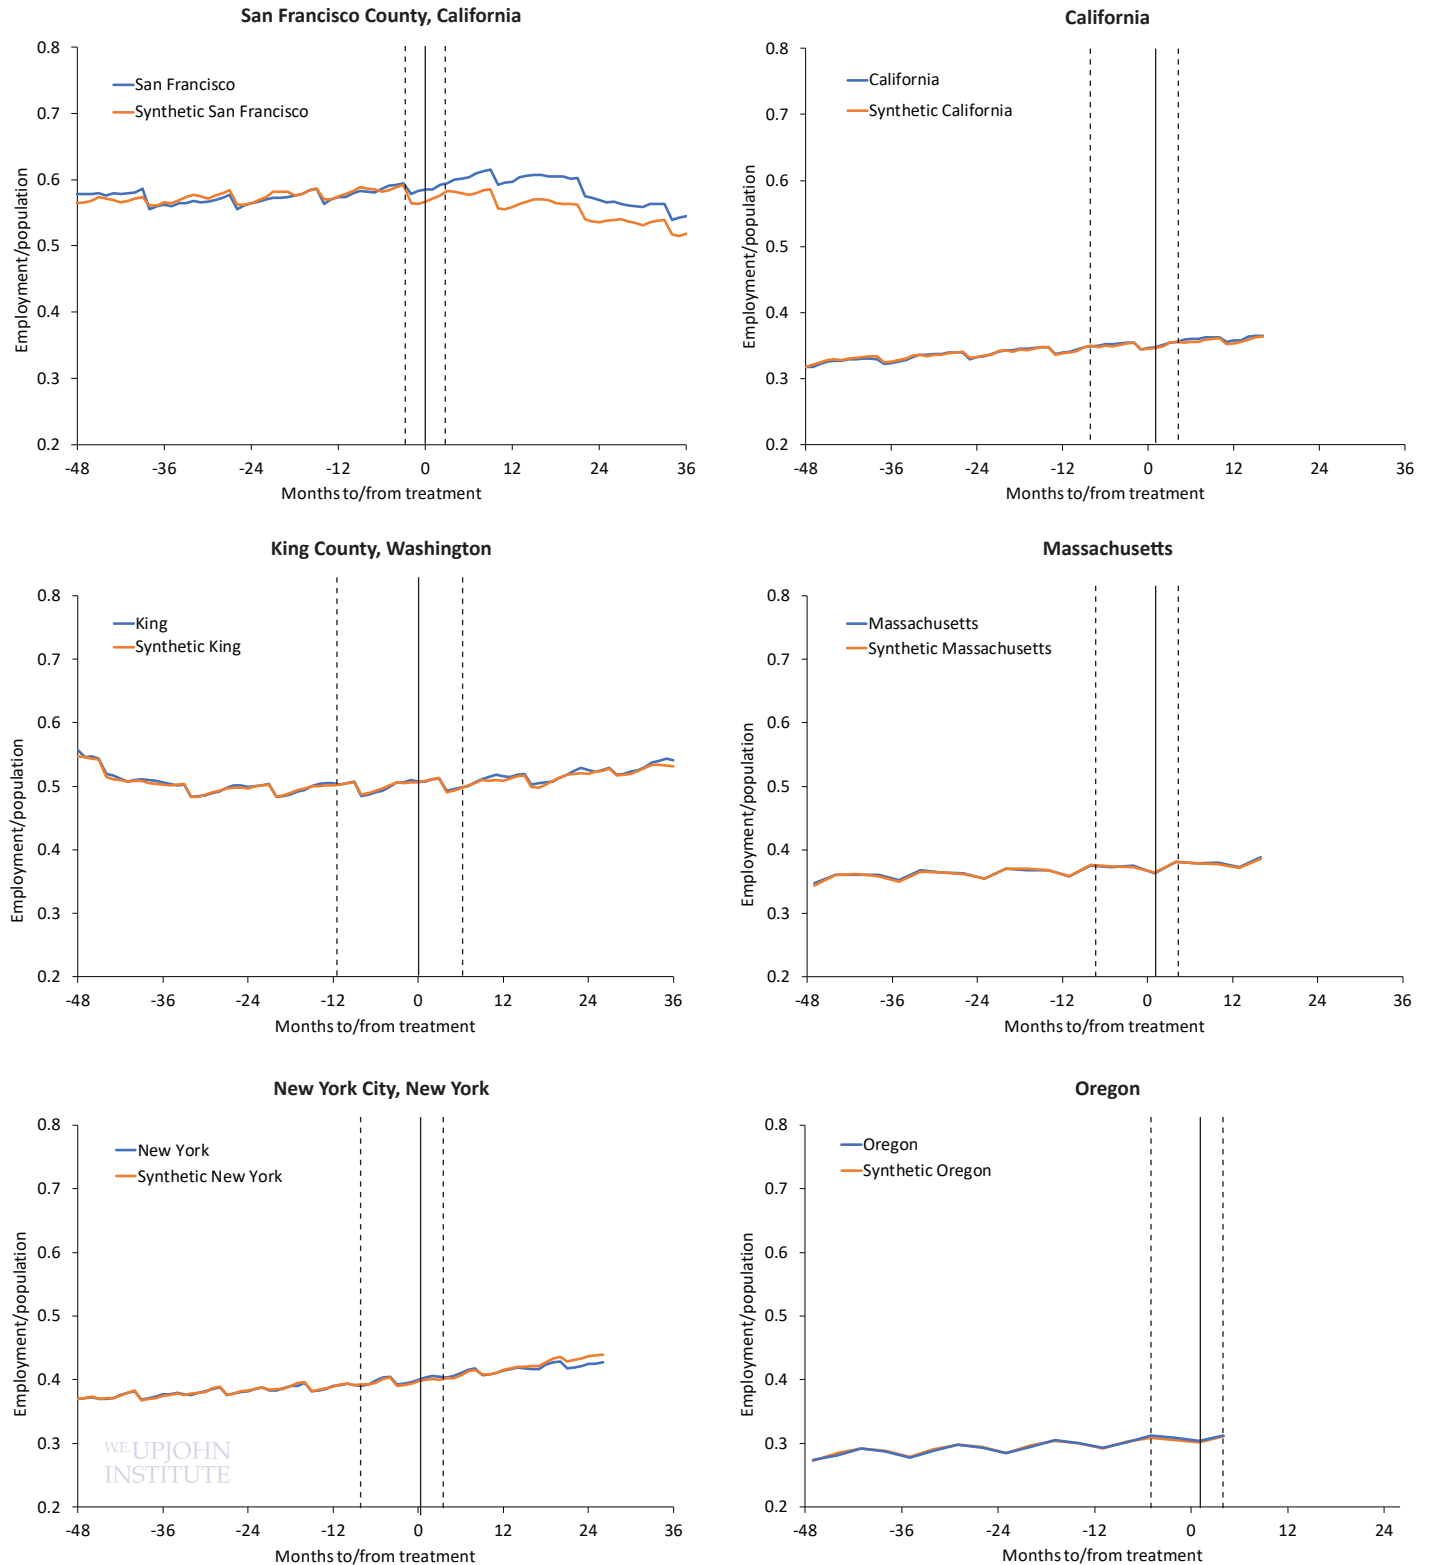 San Francisco County, California
Employment/population
0.8
0.7
0.6
0.5
0.4
0.3
0.2
San Francisco
Synthetic San Francisco
-48 -36 -24 -12 0 12 24 36
Months to/from treatment
California
Employment/population
0.8
0.7
0.6
0.5
0.4
0.3
0.2
California
Synthetic California
-48 -36 -24 -12 0 12 24 36
Months to/from treatment
King County, Washington
Employment/population
0.8
0.7
0.6
0.5
0.4
0.3
0.2
King
Synthetic King
-48 -36 -24 -12 0 12 24 36
Months to/from treatment
Massachusetts
Employment/population
0.8
0.7
0.6
0.5
0.4
0.3
0.2
Massachusetts
Synthetic Massachusetts
-48 -36 -24 -12 0 12 24 36
Months to/from treatment
New York City, New York
Employment/population
0.8
0.7
0.6
0.5
0.4
0.3
0.2
New York
Synthetic New York
W.E. UPJOHN
INSTITUTE
-48 -36 -24 -12 0 12 24 36
Months to/from treatment
Oregon
Employment/population
0.8
0.7
0.6
0.5
0.4
0.3
0.2
Oregon
Synthetic Oregon
-48 -36 -24 -12 0 12 24
Months to/from treatment